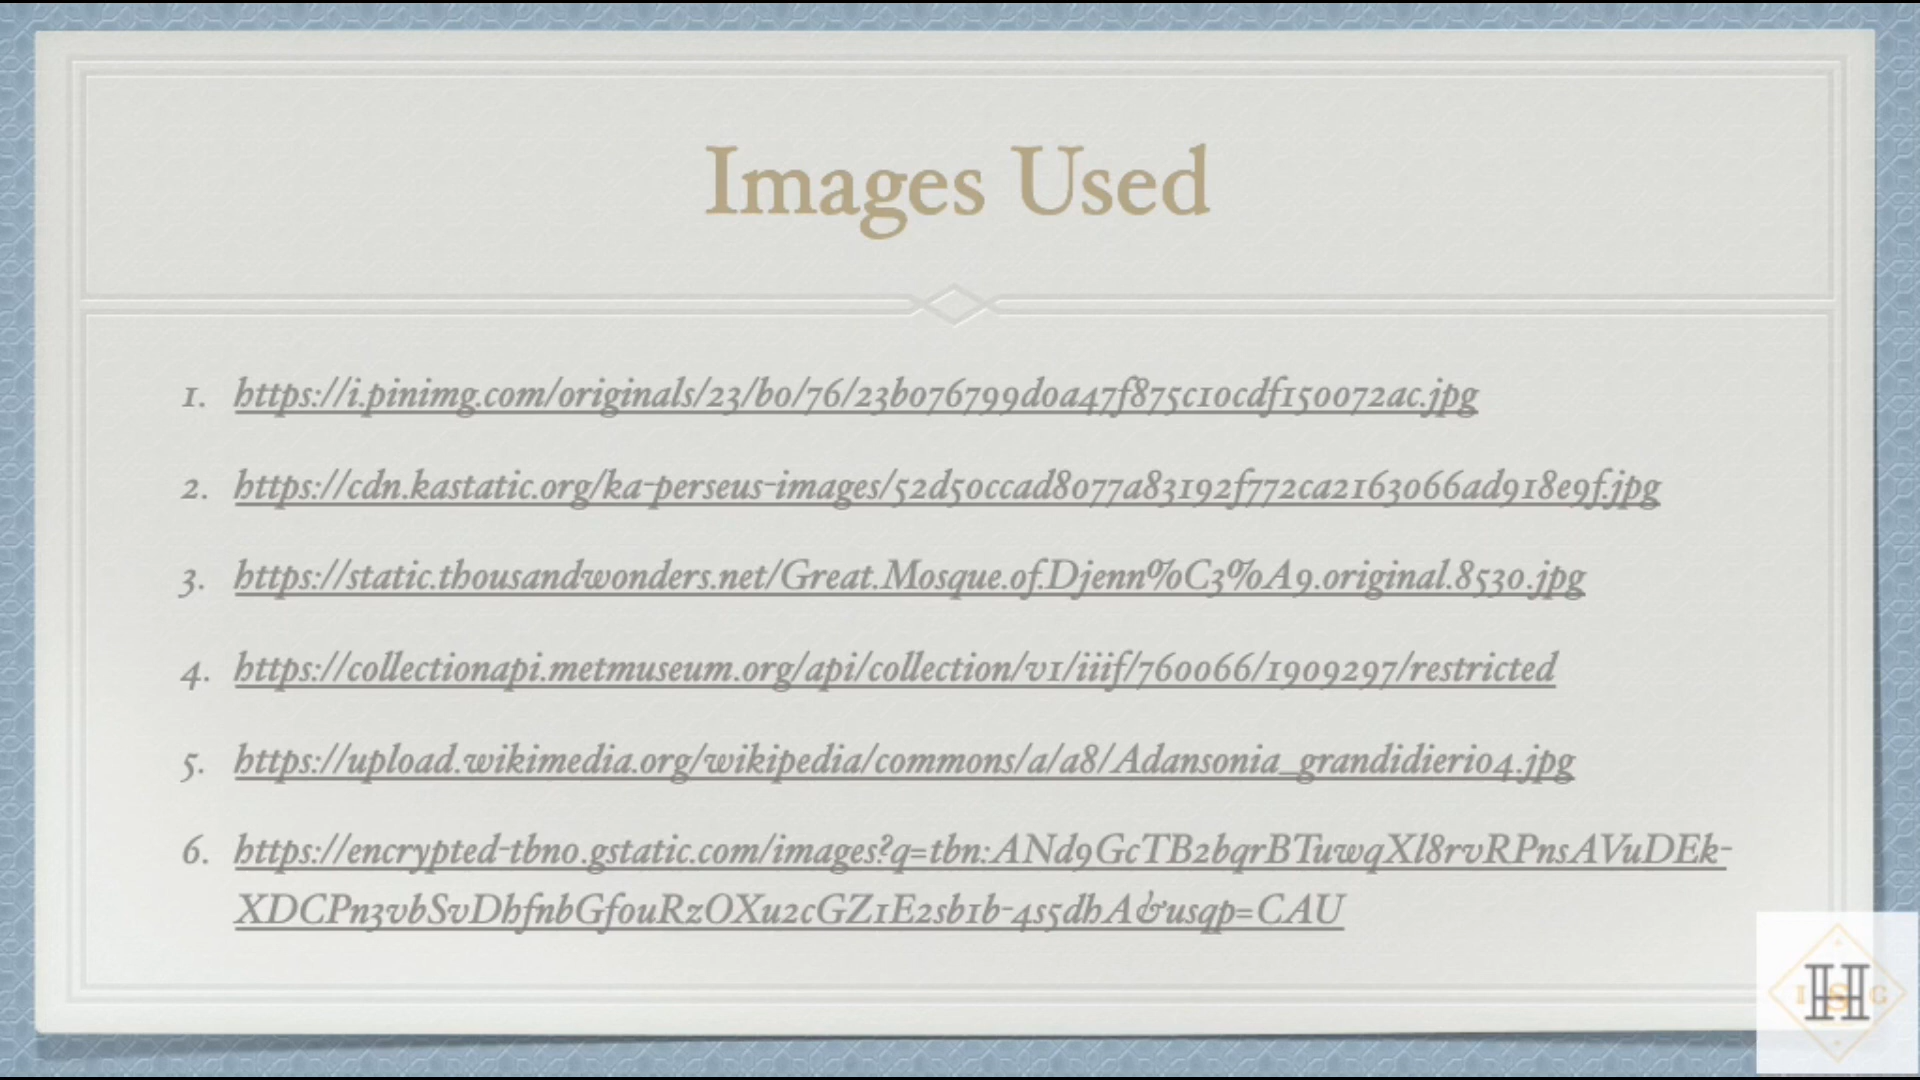 Images Used
1. https://i.pinimg.com/originals/23/b0/76/23b076799d0a47f875c10cdf150072ac.jpg
2. https://cdn.kastatic.org/ka-perseus-images/52d50ccad8077a83192f772ca2163066ad918e9f.jpg
3. https://static.thousandwonders.net/Great.Mosque.of.Djenn%C3%A9.original.8530.jpg
4. https://collectionapi.metmuseum.org/api/collection/v1/iiif/760066/1909297/restricted
5. https://upload.wikimedia.org/wikipedia/commons/a/a8/Adansonia_grandidieri04.jpg
6. https://encrypted-tbn0.gstatic.com/images?q=tbn:ANd9GcTB2bqrBTuwqXl8rvRPnsAVuDEk-
XDCPn3vbSvDhfnbGfouRzOXu2cGZ1E2sb1b-4s5dhA&usqp=CAU